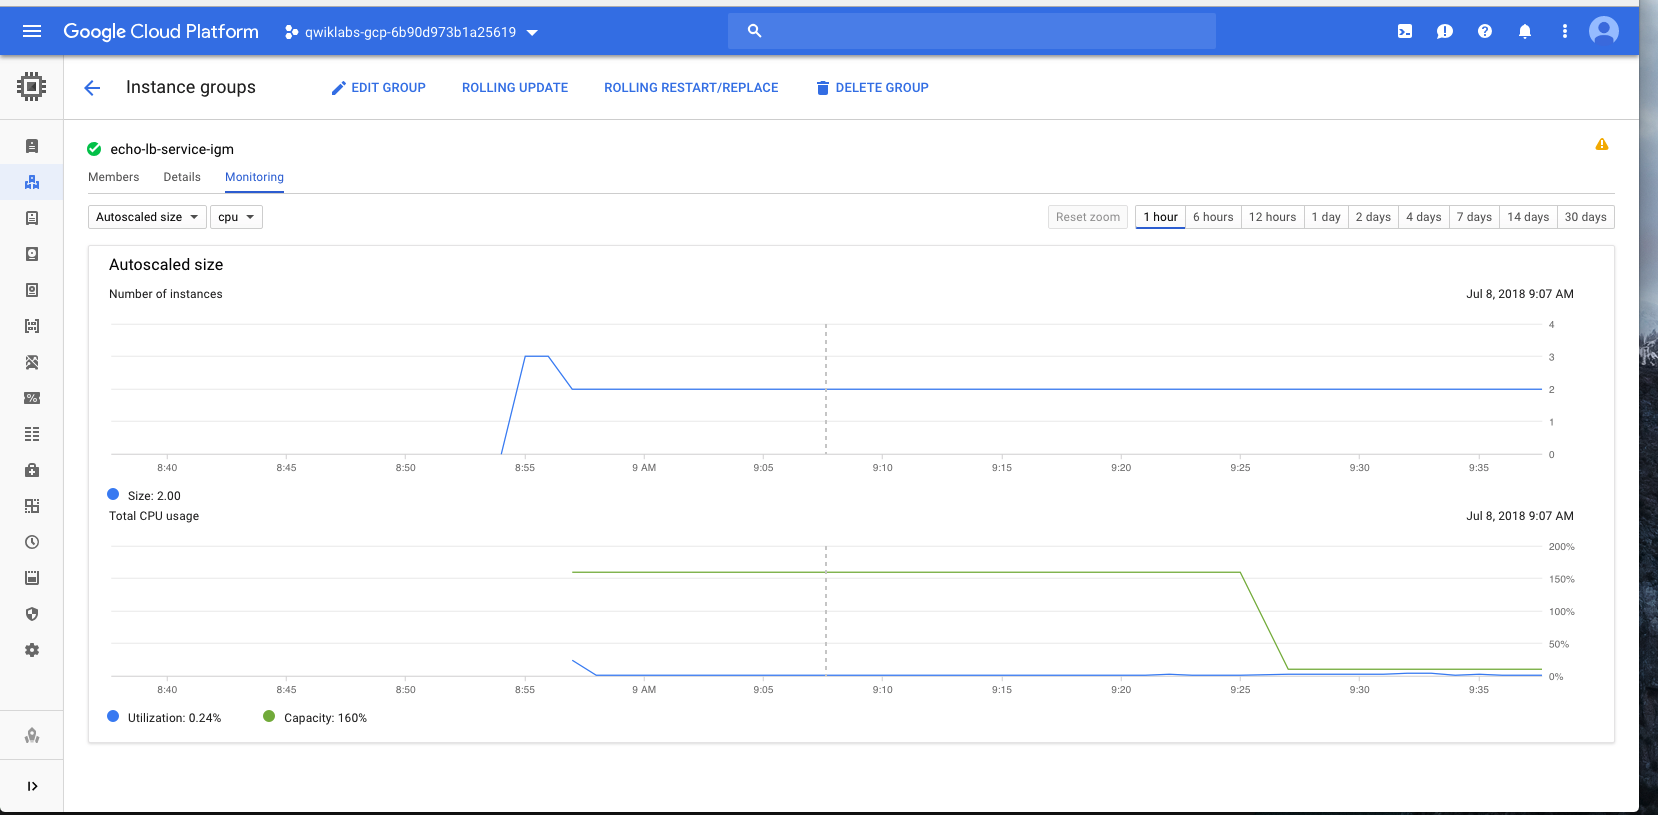 Google Cloud Platform qwiklabs-gcp-6b90d973b1a25619
Instance groups EDIT GROUP ROLLING UPDATE ROLLING RESTART/REPLACE DELETE GROUP
echo-lb-service-igm
Members Details Monitoring
Autoscaled size cpu Reset zoom 1 hour 6 hours 12 hours 1 day 2 days 4 days 7 days 14 days 30 days
Autoscaled size
Number of instances Jul 8, 2018 9:07 AM
4
3
2
1
0
8:40 8:45 8:50 8:55 9 AM 9:05 9:10 9:15 9:20 9:25 9:30 9:35
Size: 2.00
Total CPU usage Jul 8, 2018 9:07 AM
200%
150%
100%
50%
0%
8:40 8:45 8:50 8:55 9 AM 9:05 9:10 9:15 9:20 9:25 9:30 9:35
Utilization: 0.24% Capacity: 160%